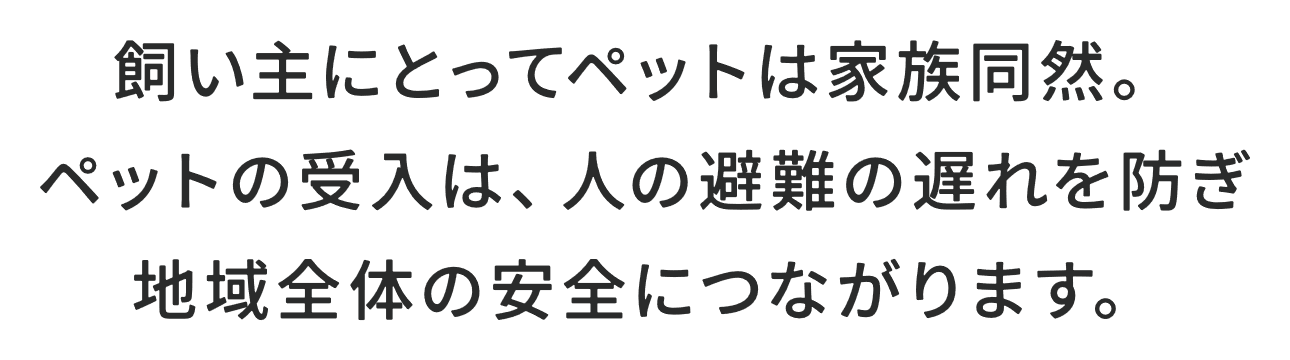 飼い主にとってペットは家族同然。
ペットの受入は、人の避難の遅れを防ぎ
地域全体の安全につながります。